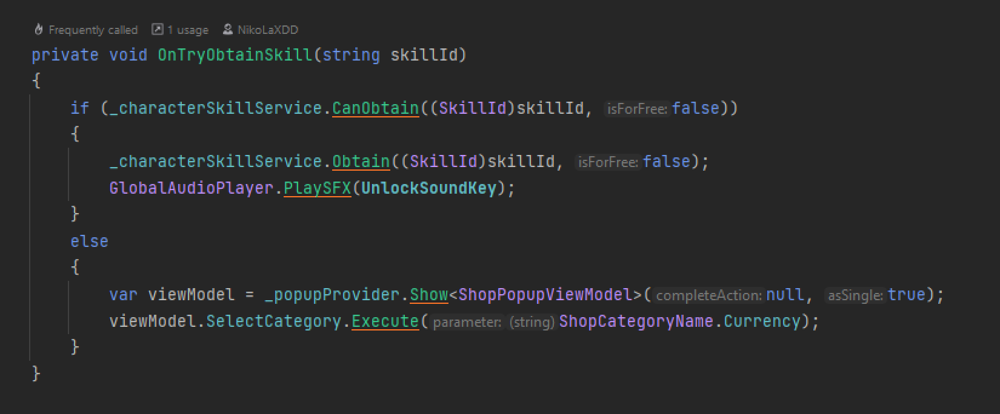 Frequently called 1 usage NikoLaXDD
private void OnTryObtainSkill(string skillId)
{
if (_characterSkillService.CanObtain((SkillId)skillId, isForFree: false))
{
_characterSkillService.Obtain((SkillId)skillId, isForFree: false);
GlobalAudioPlayer.PlaySFX(UnlockSoundKey);
}
else
{
var viewModel = _popupProvider.Show<ShopPopupViewModel>(completeAction: null, asSingle: true);
viewModel.SelectCategory.Execute(parameter: (string)ShopCategoryName.Currency);
}
}